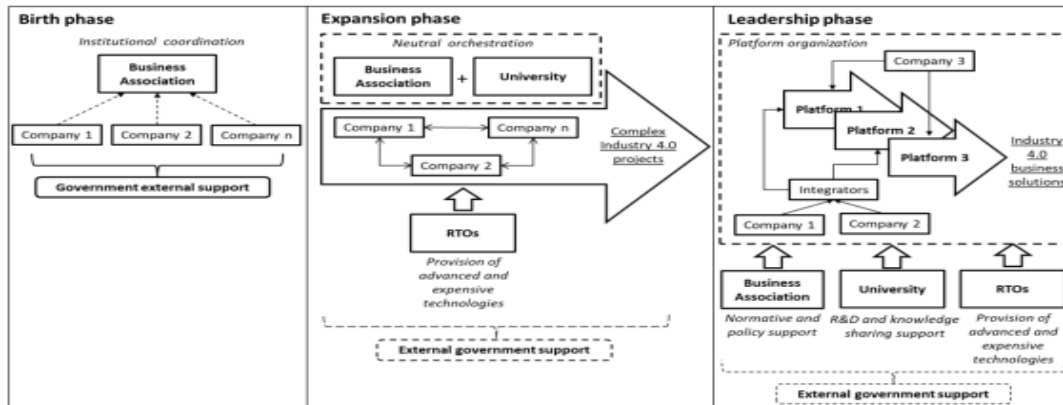 Birth phase
Institutional coordination
Business
Association
Company 1
Company 2
Company n
Government external support
Expansion phase
Neutral orchestration
Business
Association
+
University
Company 1
Company n
Company 2
Complex
Industry 4.0
projects
RTOs
Provision of
advanced and
expensive
technologies
External government support
Leadership phase
Platform organization
Company 3
Platform 1
Platform 2
Platform 3
Industry
4.0
business
solutions
Integrators
Company 1
Company 2
Business
Association
University
RTOs
Normative and
policy support
R&D and knowledge
sharing support
Provision of
advanced and
expensive
technologies
External government support